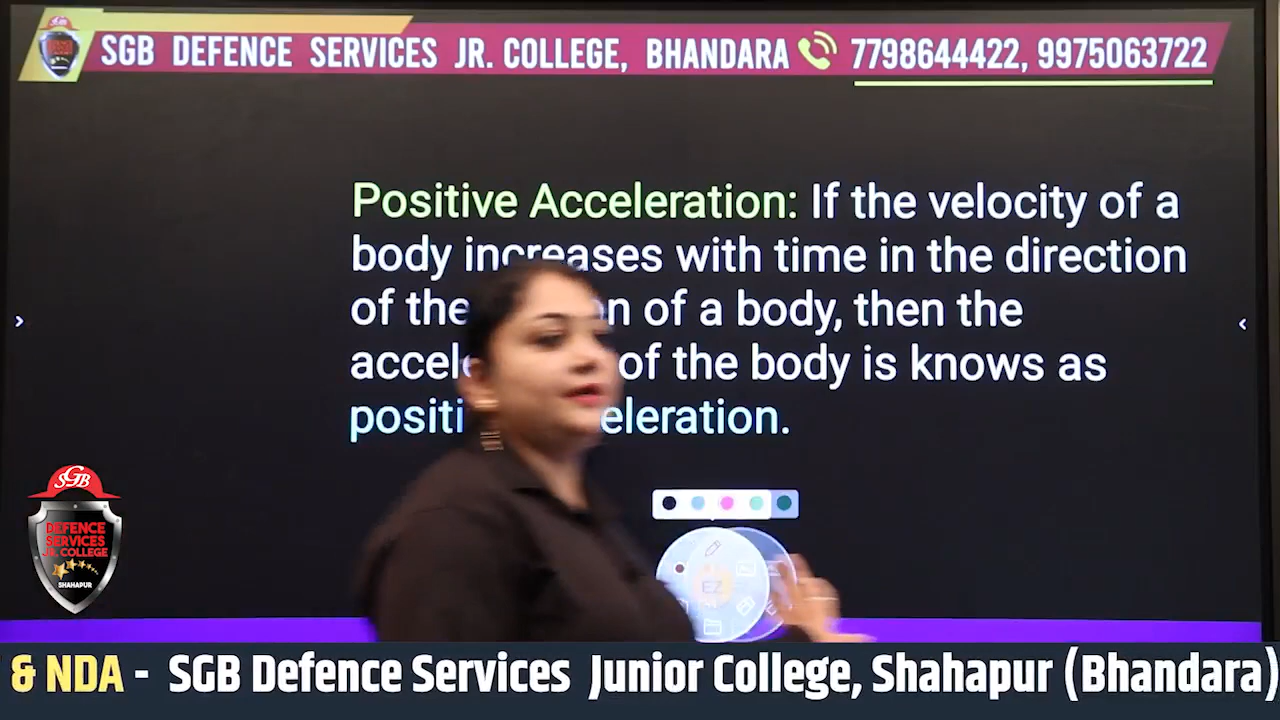 SGB DEFENCE SERVICES JR. COLLEGE, BHANDARA 7798644422, 9975063722
Positive Acceleration: If the velocity of a
body increases with time in the direction
of the of a body, then the
of the body is knows as
SGB
DEFENCE
SERVICES
JR. COLLEGE
SHAHAPUR
EZ
& NDA - SGB Defence Services Junior College, Shahapur (Bhandara)